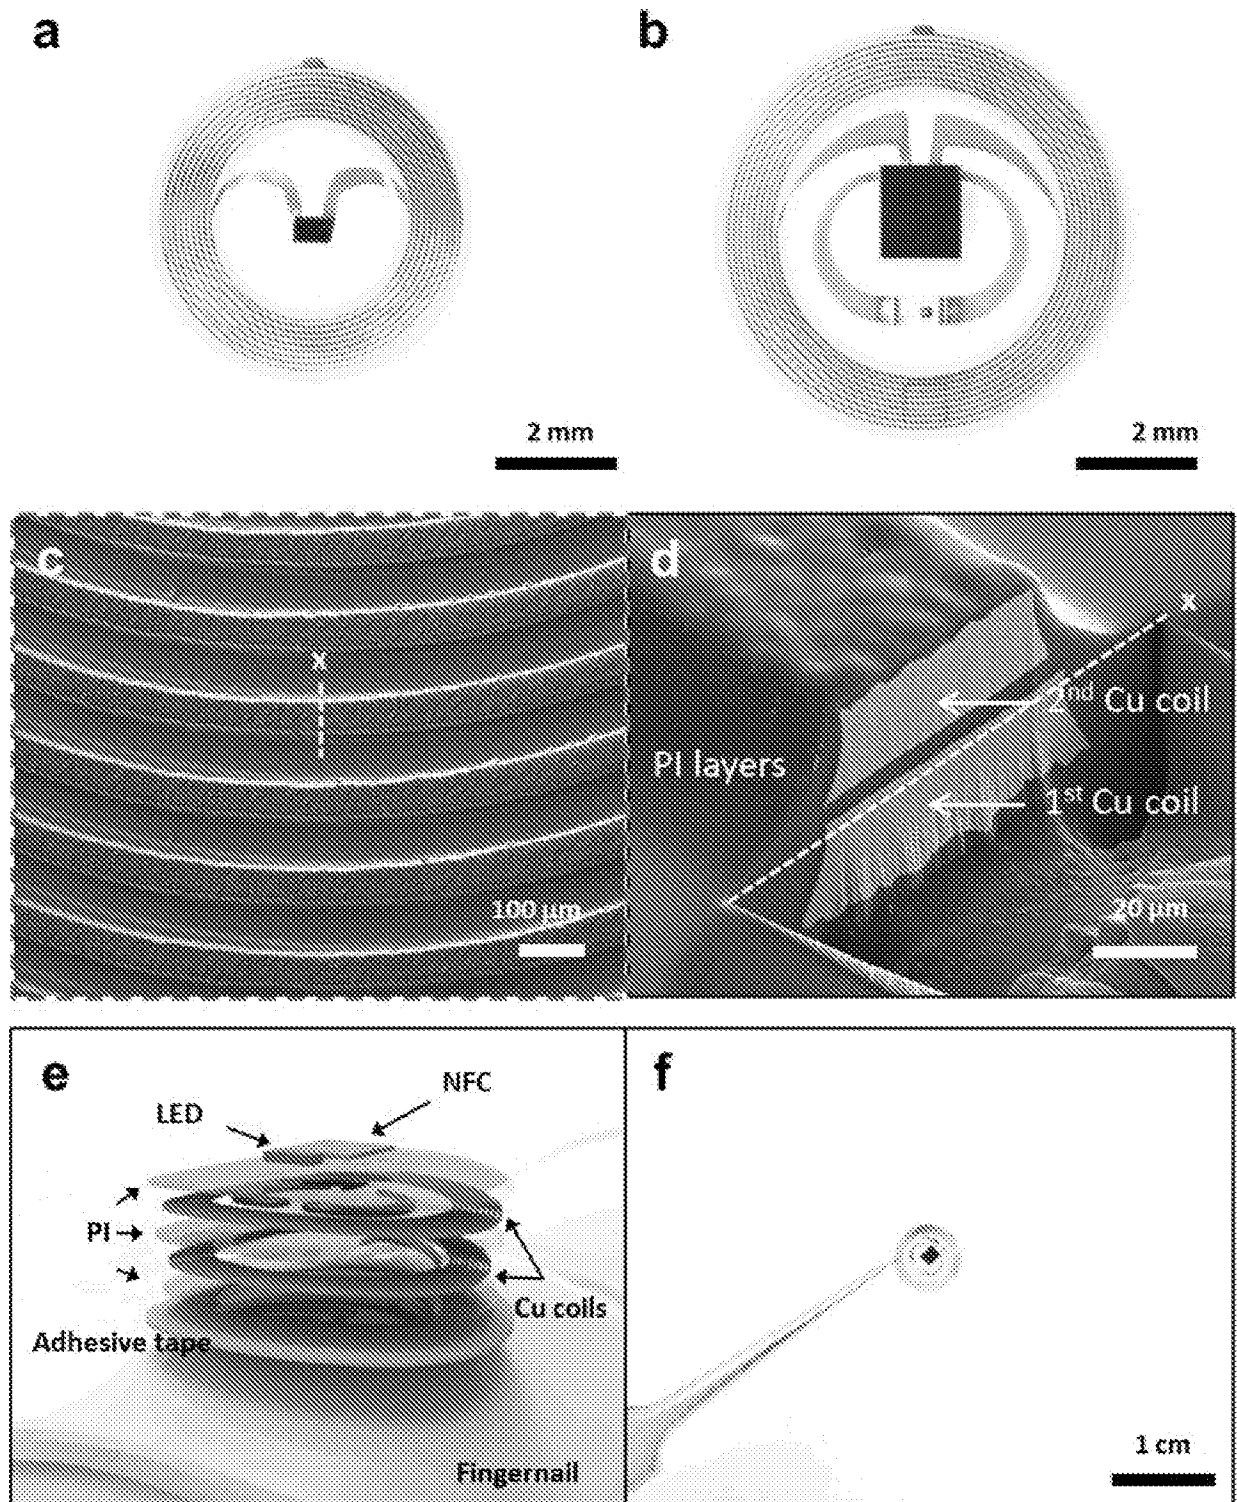 a
b
2 mm
2 mm
c
d
x
x
2nd Cu coil
PI layers
1st Cu coil
100 µm
20 µm
e
f
NFC
LED
PI
Cu coils
Adhesive tape
1 cm
Fingernail